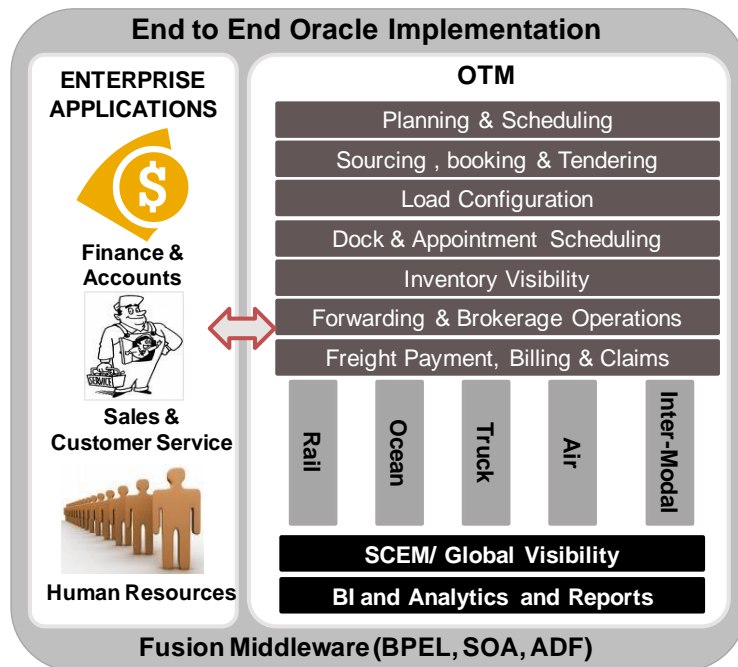 End to End Oracle Implementation
ENTERPRISE
APPLICATIONS
$
Finance &
Accounts
SERVICE
Sales &
Customer Service
Human Resources
OTM
Planning & Scheduling
Sourcing , booking & Tendering
Load Configuration
Dock & Appointment Scheduling
Inventory Visibility
Forwarding & Brokerage Operations
Freight Payment, Billing & Claims
Rail
Ocean
Truck
Air
Inter-Modal
SCEM/ Global Visibility
BI and Analytics and Reports
Fusion Middleware (BPEL, SOA, ADF)